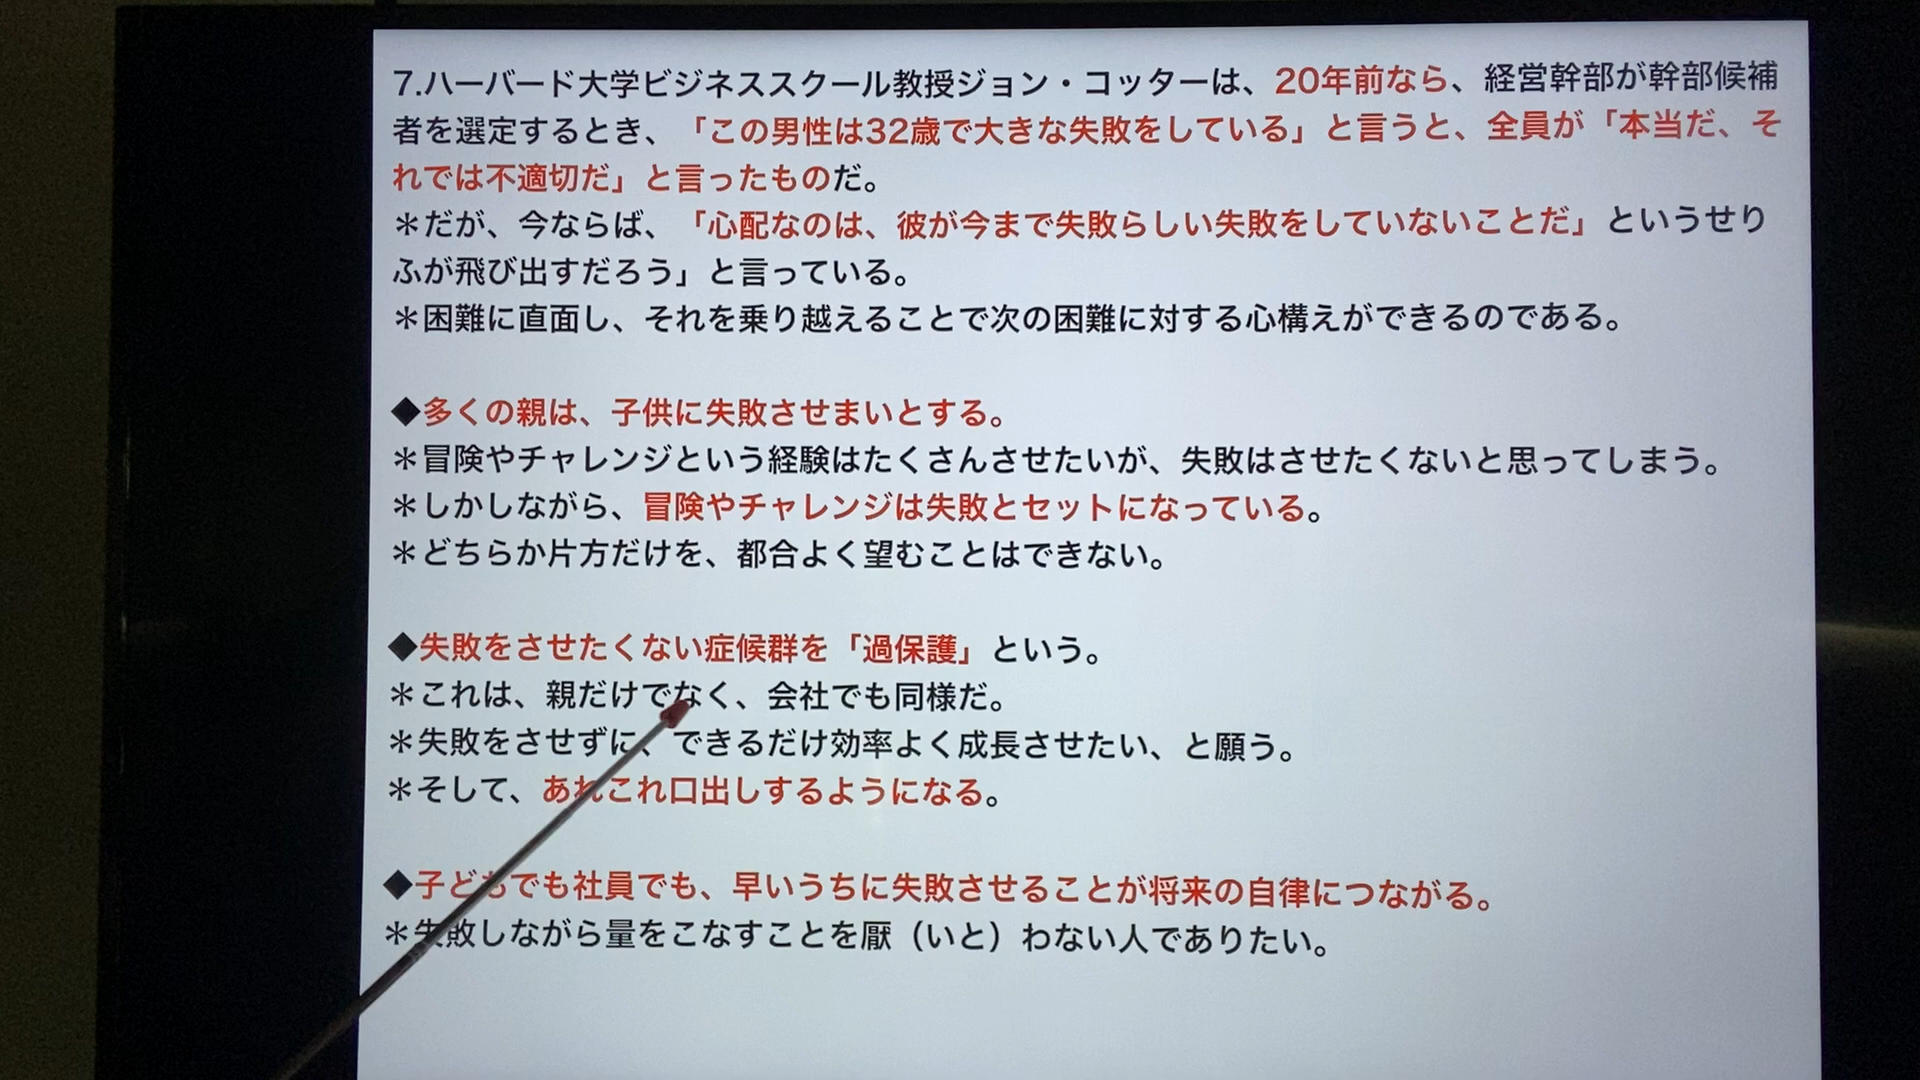 7.ハーバード大学ビジネススクール教授ジョン・コッターは、20年前なら、経営幹部が幹部候補
者を選定するとき、「この男性は32歳で大きな失敗をしている」と言うと、全員が「本当だ、そ
れでは不適切だ」と言ったものだ。
＊だが、今ならば、「心配なのは、彼が今まで失敗らしい失敗をしていないことだ」というせり
ふが飛び出すだろう」と言っている。
＊困難に直面し、それを乗り越えることで次の困難に対する心構えができるのである。
◆多くの親は、子供に失敗させまいとする。
＊冒険やチャレンジという経験はたくさんさせたいが、失敗はさせたくないと思ってしまう。
＊しかしながら、冒険やチャレンジは失敗とセットになっている。
＊どちらか片方だけを、都合よく望むことはできない。
◆失敗をさせたくない症候群を「過保護」という。
＊これは、親だけでなく、会社でも同様だ。
＊失敗をさせずに、できるだけ効率よく成長させたい、と願う。
＊そして、あれこれ口出しするようになる。
◆子どもでも社員でも、早いうちに失敗させることが将来の自律につながる。
＊失敗しながら量をこなすことを厭（いと）わない人でありたい。